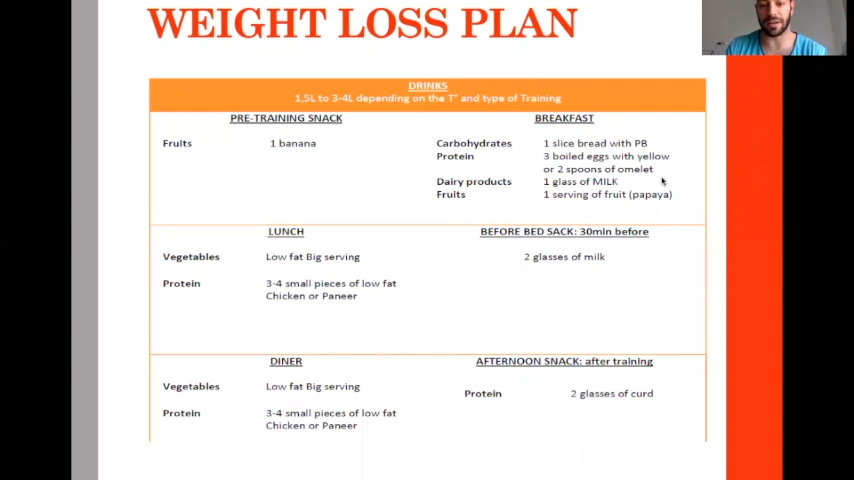 WEIGHT LOSS PLAN
DRINKS
1,5L to 3-4L depending on the T° and type of Training
PRE-TRAINING SNACK
Fruits 1 banana
BREAKFAST
Carbohydrates 1 slice bread with PB
Protein 3 boiled eggs with yellow
or 2 spoons of omelet
Dairy products 1 glass of MILK
Fruits 1 serving of fruit (papaya)
LUNCH
Vegetables Low fat Big serving
Protein 3-4 small pieces of low fat
Chicken or Paneer
BEFORE BED SACK: 30min before
2 glasses of milk
DINER
Vegetables Low fat Big serving
Protein 3-4 small pieces of low fat
Chicken or Paneer
AFTERNOON SNACK: after training
Protein 2 glasses of curd